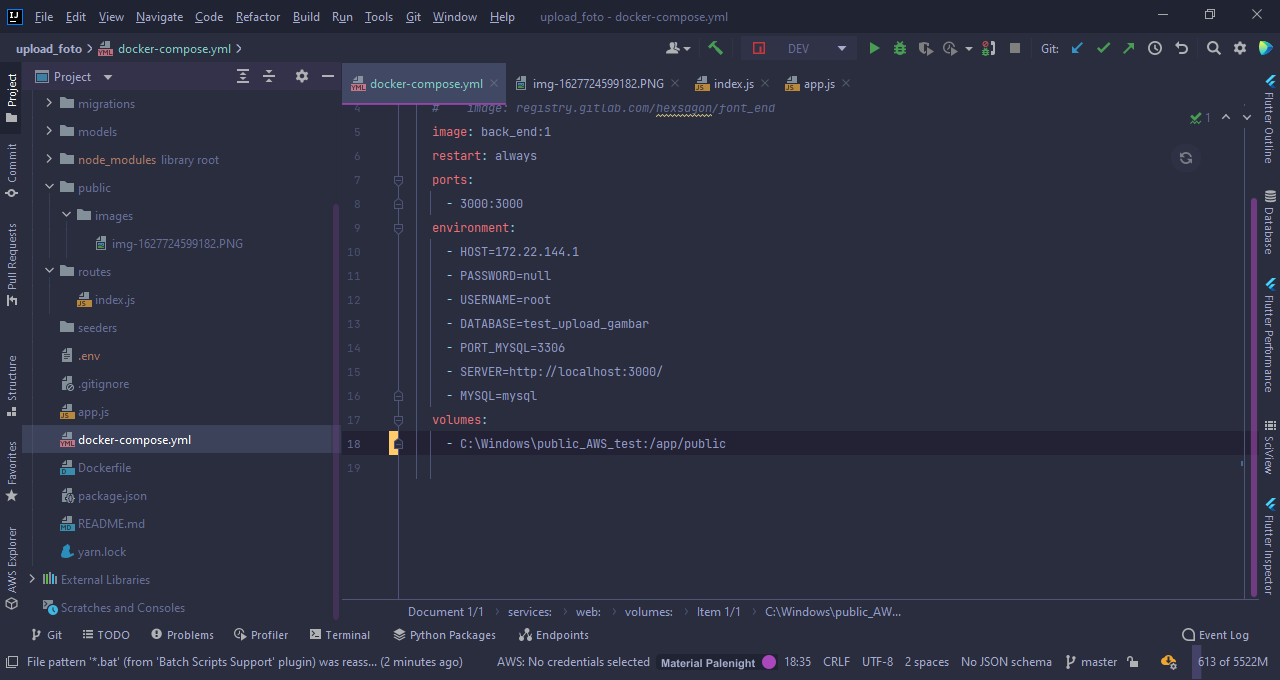 File Edit View Navigate Code Refactor Build Run Tools Git Window Help upload_foto - docker-compose.yml
upload_foto docker-compose.yml
DEV
Git:
Project
docker-compose.yml
img-1627724599182.PNG
index.js
app.js
Project
Commit
Pull Requests
Structure
Favorites
AWS Explorer
migrations
models
node_modules library root
public
images
img-1627724599182.PNG
routes
index.js
seeders
.env
.gitignore
app.js
docker-compose.yml
Dockerfile
package.json
README.md
yarn.lock
External Libraries
Scratches and Consoles
4 # image: registry.gitlab.com/hexsagon/font_end
5 image: back_end:1
6 restart: always
7 ports:
8 - 3000:3000
9 environment:
10 - HOST=172.22.144.1
11 - PASSWORD=null
12 - USERNAME=root
13 - DATABASE=test_upload_gambar
14 - PORT_MYSQL=3306
15 - SERVER=http://localhost:3000/
16 - MYSQL=mysql
17 volumes:
18 - C:\Windows\public_AWS_test:/app/public
19
1
Flutter Outline
Database
Flutter Performance
SciView
Flutter Inspector
Document 1/1 services: web: volumes: Item 1/1 C:\Windows\public_AW...
Git TODO Problems Profiler Terminal Python Packages Endpoints Event Log
File pattern '*.bat' (from 'Batch Scripts Support' plugin) was reass... (2 minutes ago) AWS: No credentials selected Material Palenight 18:35 CRLF UTF-8 2 spaces No JSON schema master 613 of 5522M